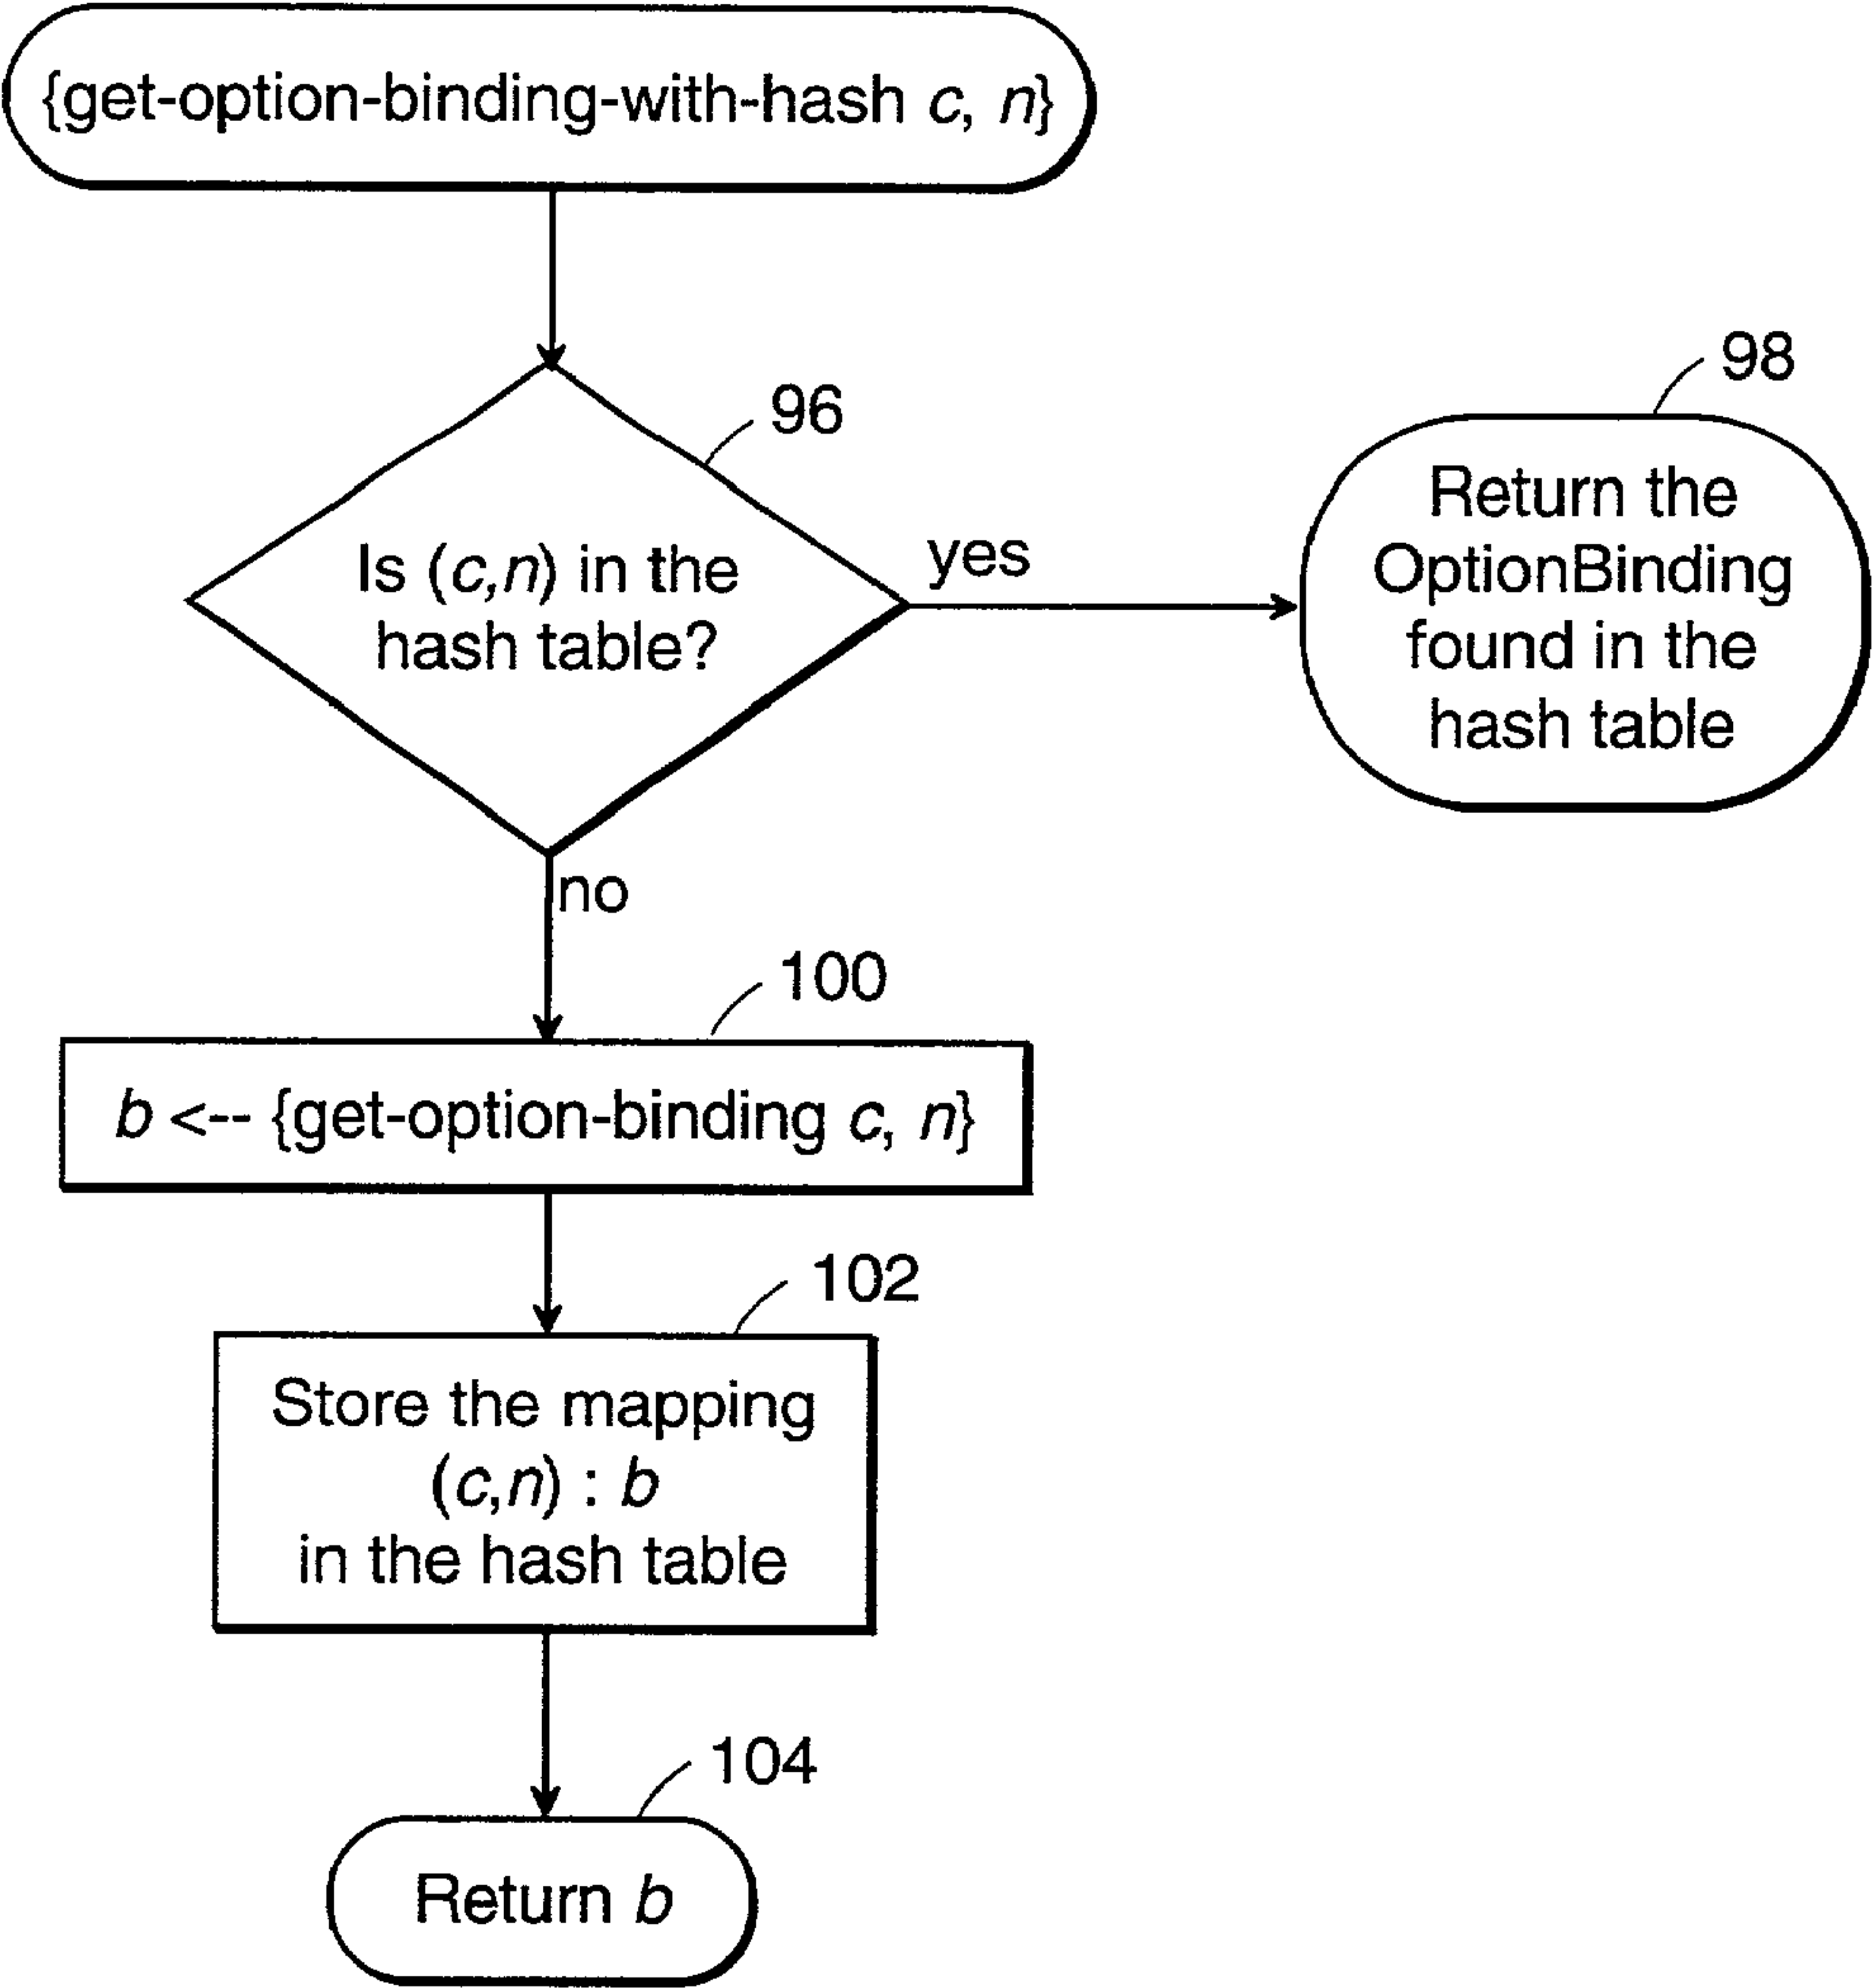 {get-option-binding-with-hash c, n}
96
98
Is (c,n) in the
hash table?
yes
Return the
OptionBinding
found in the
hash table
no
100
b <-- {get-option-binding c, n}
102
Store the mapping
(c,n) : b
in the hash table
104
Return b